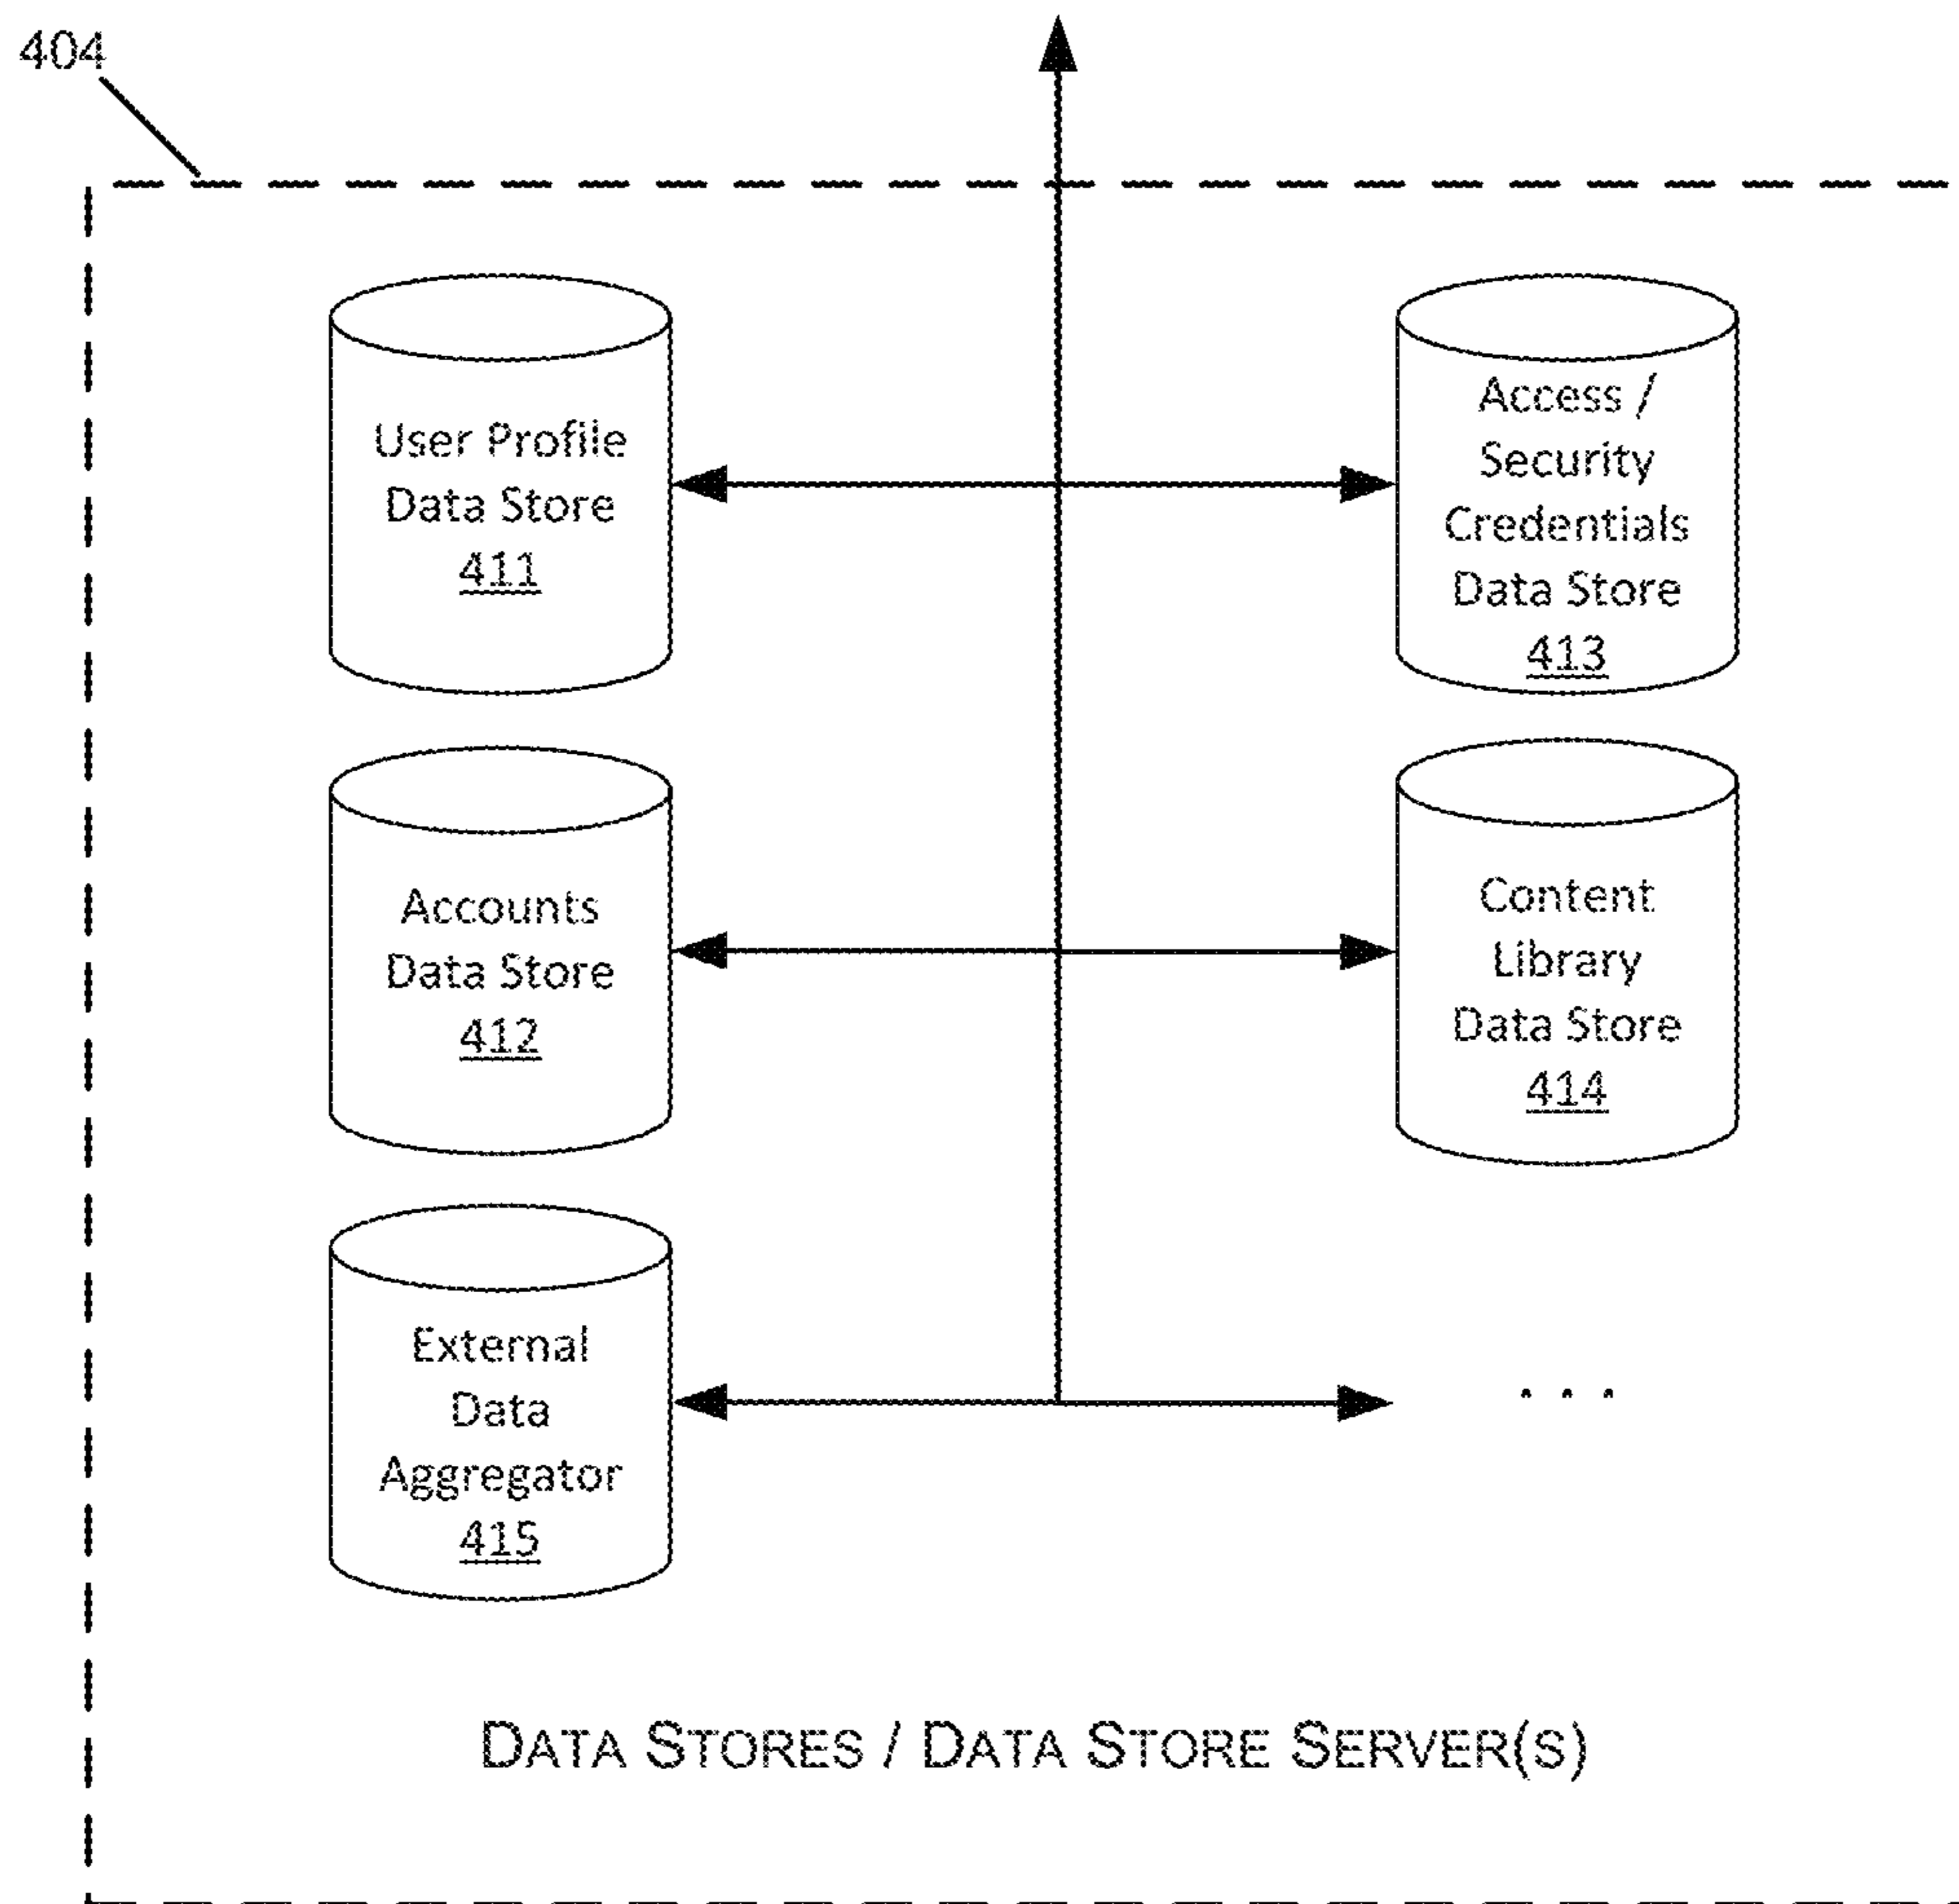 404
User Profile
Data Store
411
Access /
Security
Credentials
Data Store
413
Accounts
Data Store
412
Content
Library
Data Store
414
External
Data
Aggregator
415
. . .
DATA STORES / DATA STORE SERVER(S)